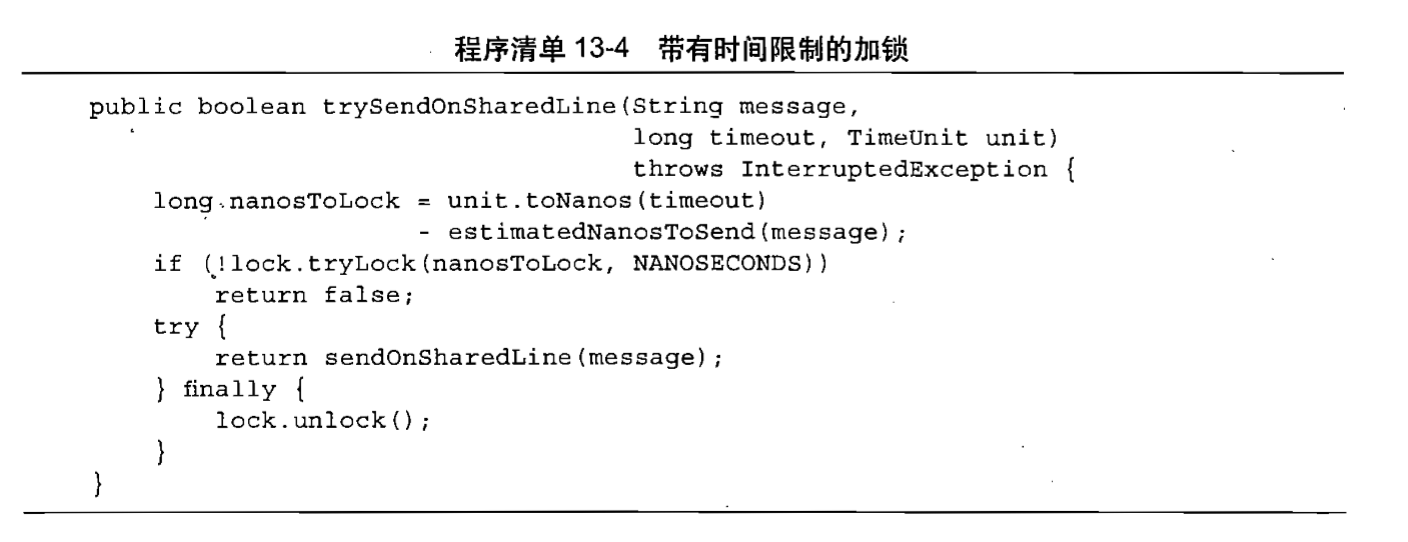 程序清单 13-4 带有时间限制的加锁
public boolean trySendOnSharedLine(String message,
                                   long timeout, TimeUnit unit)
                                   throws InterruptedException {
    long nanosToLock = unit.toNanos(timeout)
                     - estimatedNanosToSend(message);
    if (!lock.tryLock(nanosToLock, NANOSECONDS))
        return false;
    try {
        return sendOnSharedLine(message);
    } finally {
        lock.unlock();
    }
}